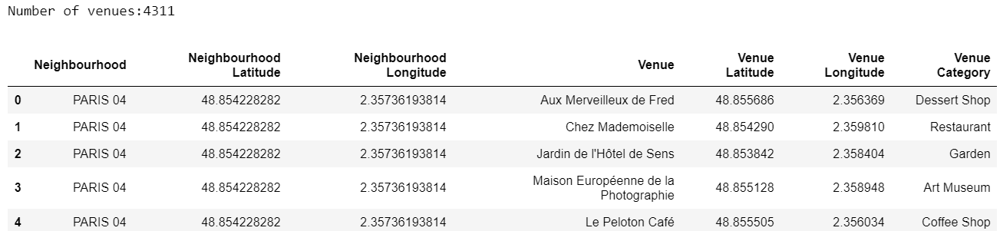 Number of venues:4311
Neighbourhood Neighbourhood Latitude Neighbourhood Longitude Venue Venue Latitude Venue Longitude Venue Category
0 PARIS 04 48.854228282 2.35736193814 Aux Merveilleux de Fred 48.855686 2.356369 Dessert Shop
1 PARIS 04 48.854228282 2.35736193814 Chez Mademoiselle 48.854290 2.359810 Restaurant
2 PARIS 04 48.854228282 2.35736193814 Jardin de l'Hôtel de Sens 48.853842 2.358404 Garden
3 PARIS 04 48.854228282 2.35736193814 Maison Européenne de la Photographie 48.855128 2.358948 Art Museum
4 PARIS 04 48.854228282 2.35736193814 Le Peloton Café 48.855505 2.356034 Coffee Shop